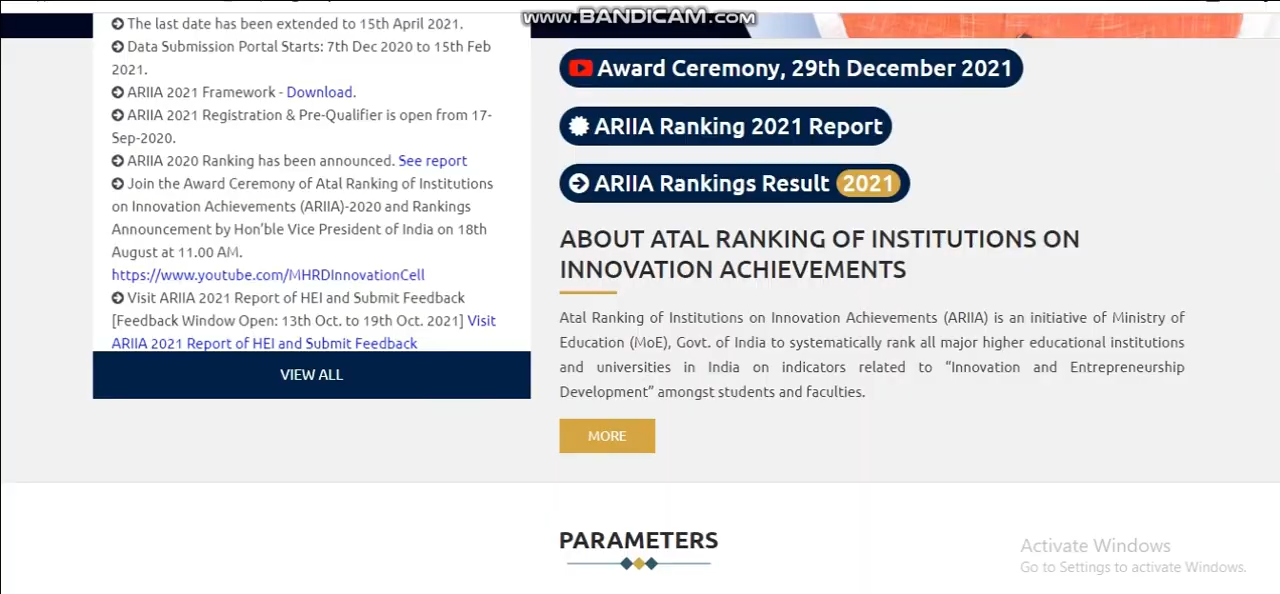 www.BANDICAM.com
The last date has been extended to 15th April 2021.
Data Submission Portal Starts: 7th Dec 2020 to 15th Feb
2021.
ARIIA 2021 Framework - Download.
ARIIA 2021 Registration & Pre-Qualifier is open from 17-
Sep-2020.
ARIIA 2020 Ranking has been announced. See report
Join the Award Ceremony of Atal Ranking of Institutions
on Innovation Achievements (ARIIA)-2020 and Rankings
Announcement by Hon'ble Vice President of India on 18th
August at 11.00 AM.
https://www.youtube.com/MHRDInnovationCell
Visit ARIIA 2021 Report of HEI and Submit Feedback
[Feedback Window Open: 13th Oct. to 19th Oct. 2021] Visit
ARIIA 2021 Report of HEI and Submit Feedback
VIEW ALL
Award Ceremony, 29th December 2021
ARIIA Ranking 2021 Report
ARIIA Rankings Result 2021
ABOUT ATAL RANKING OF INSTITUTIONS ON
INNOVATION ACHIEVEMENTS
Atal Ranking of Institutions on Innovation Achievements (ARIIA) is an initiative of Ministry of
Education (MoE), Govt. of India to systematically rank all major higher educational institutions
and universities in India on indicators related to “Innovation and Entrepreneurship
Development” amongst students and faculties.
MORE
PARAMETERS
Activate Windows
Go to Settings to activate Windows.